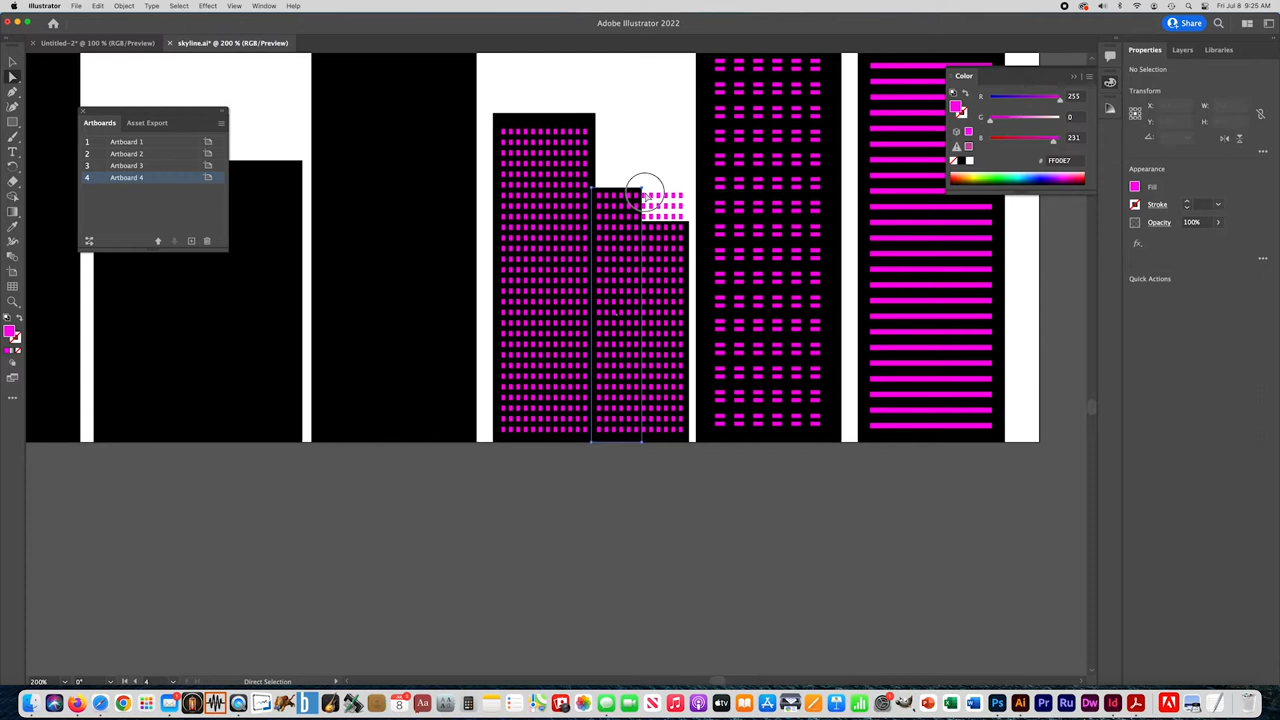 Illustrator File Edit Object Type Select Effect View Window Help
Fri Jul 8 9:25 AM
Adobe Illustrator 2022
Share
Untitled-2* @ 100 % (RGB/Preview)
skyline.ai* @ 200 % (RGB/Preview)
Properties Layers Libraries
No Selection
Transform
X:
W:
Y:
H:
Appearance
Fill
Stroke
Opacity 100%
fx.
Quick Actions
Color
R 255
G 0
B 231
# FF00E7
Artboards Asset Export
1 Artboard 1
2 Artboard 2
3 Artboard 3
4 Artboard 4
200% 0° 4 Direct Selection